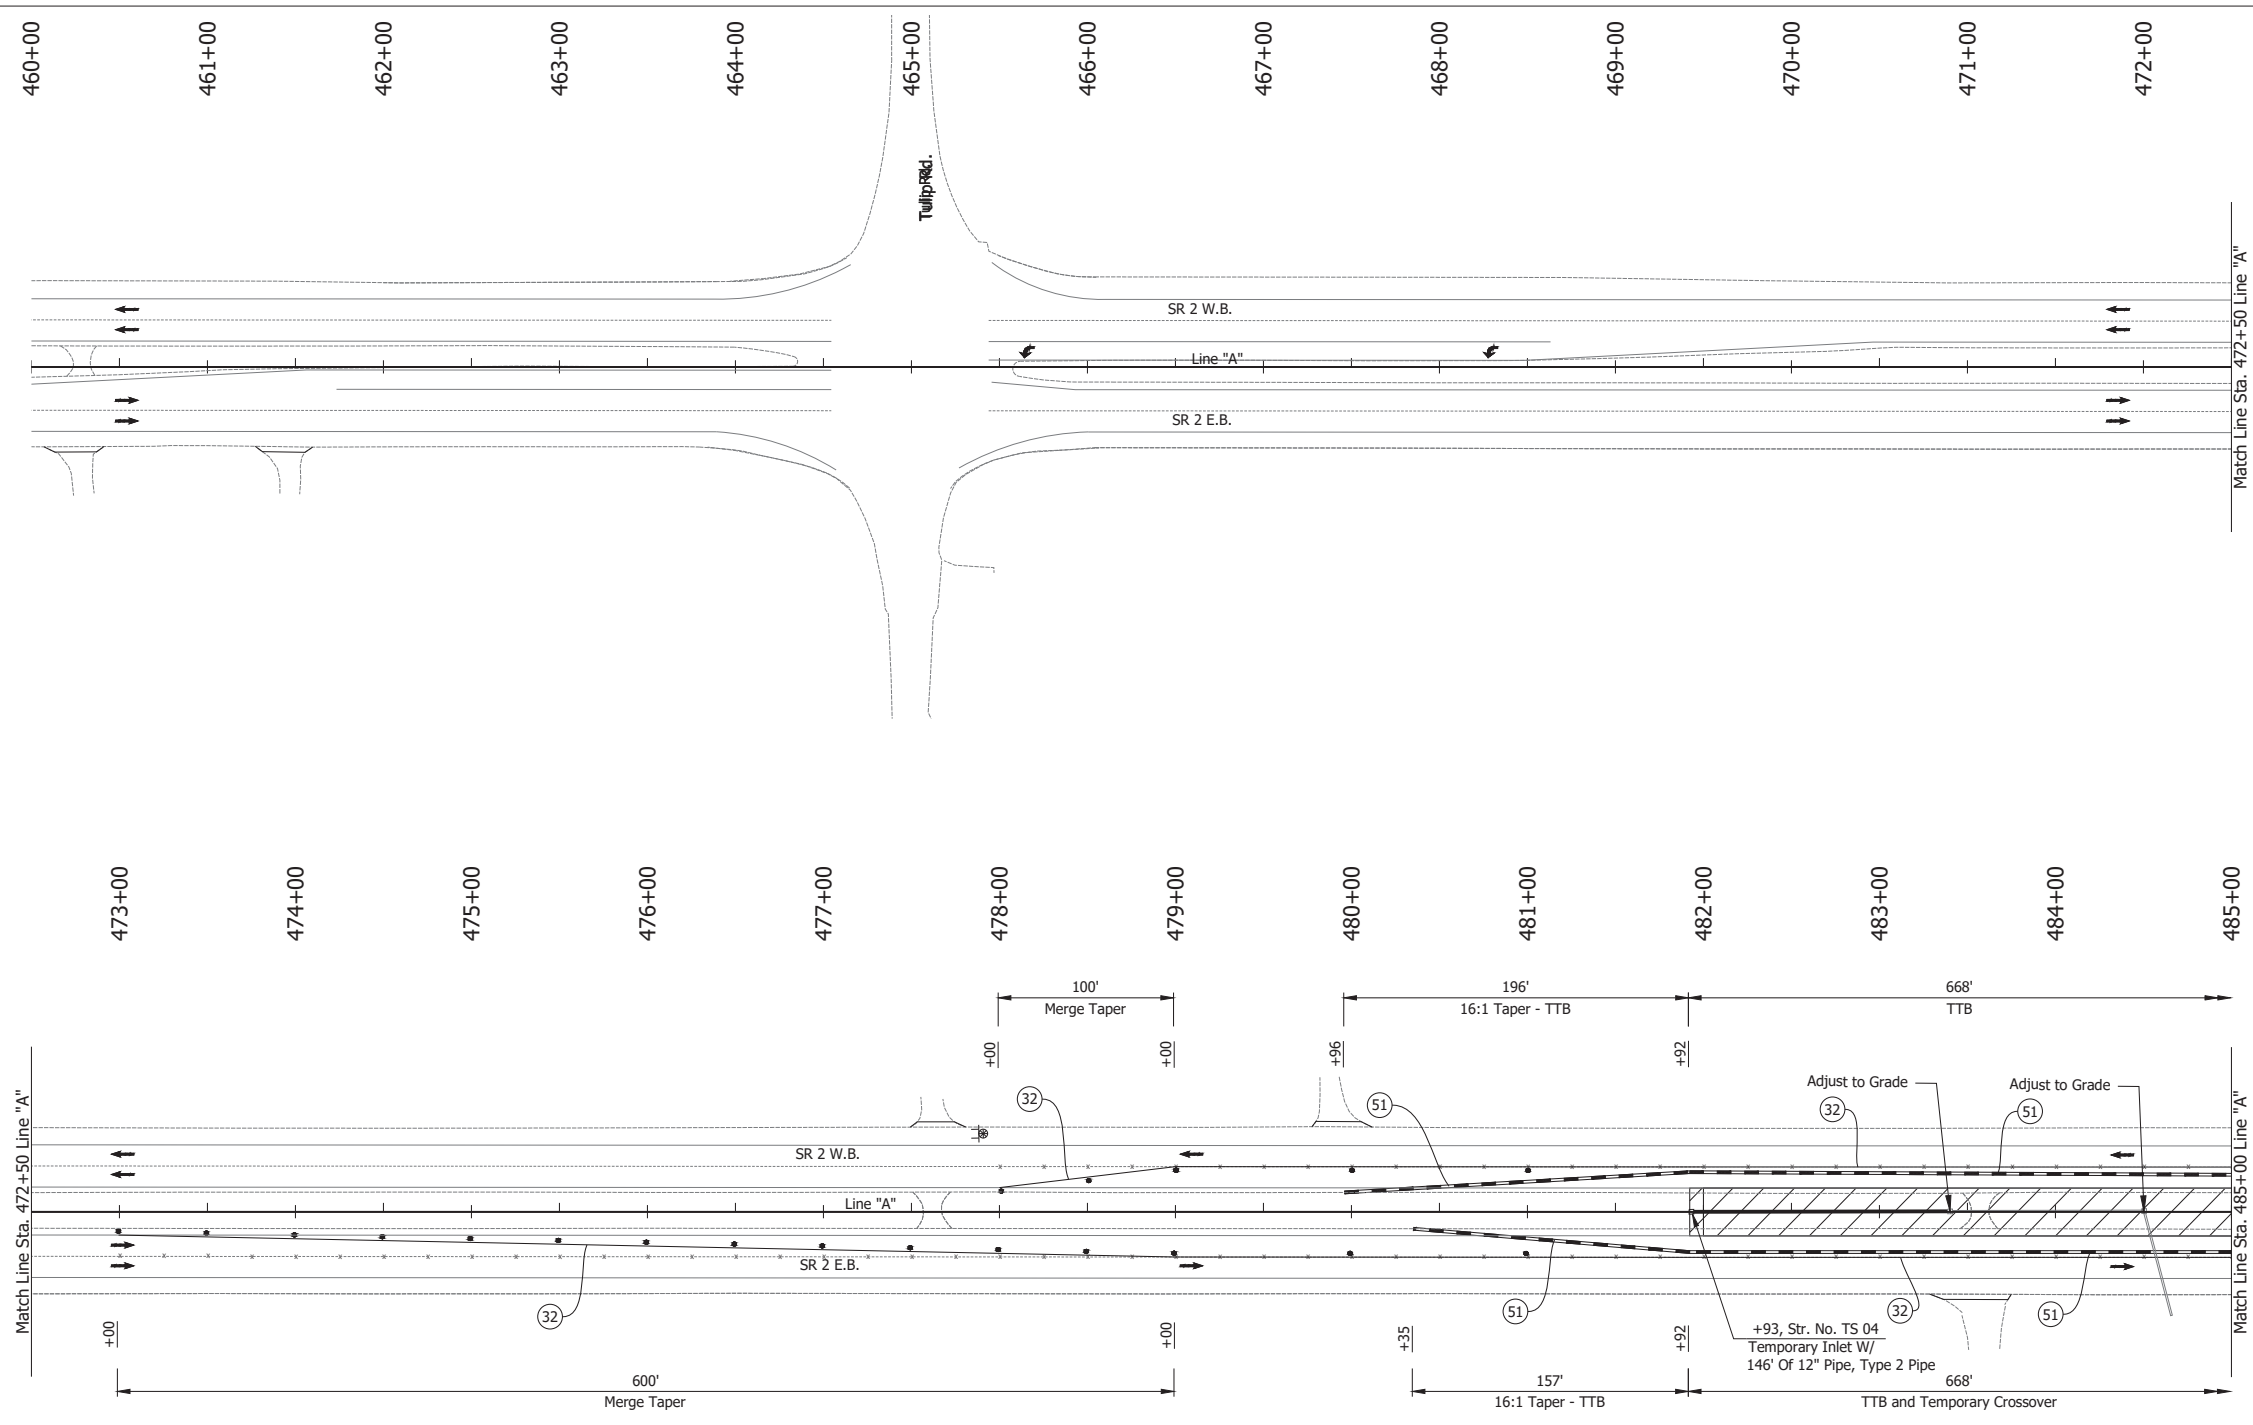 460+00
461+00
462+00
463+00
464+00
465+00
466+00
467+00
468+00
469+00
470+00
471+00
472+00
Tulip Rd.
SR 2 W.B.
Line "A"
SR 2 E.B.
Match Line Sta. 472+50 Line "A"
473+00
474+00
475+00
476+00
477+00
478+00
479+00
480+00
481+00
482+00
483+00
484+00
485+00
100'
Merge Taper
196'
16:1 Taper - TTB
668'
TTB
+00
+00
+96
+92
Match Line Sta. 472+50 Line "A"
32
51
Adjust to Grade
32
Adjust to Grade
51
SR 2 W.B.
Line "A"
SR 2 E.B.
32
51
32
51
Match Line Sta. 485+00 Line "A"
+00
+00
+35
+92
+93, Str. No. TS 04
Temporary Inlet W/
146' Of 12" Pipe, Type 2 Pipe
600'
Merge Taper
157'
16:1 Taper - TTB
668'
TTB and Temporary Crossover